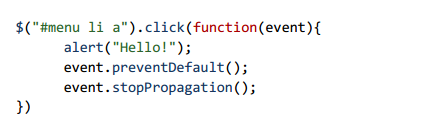 $("#menu li a").click(function(event){
      alert("Hello!");
      event.preventDefault();
      event.stopPropagation();
})